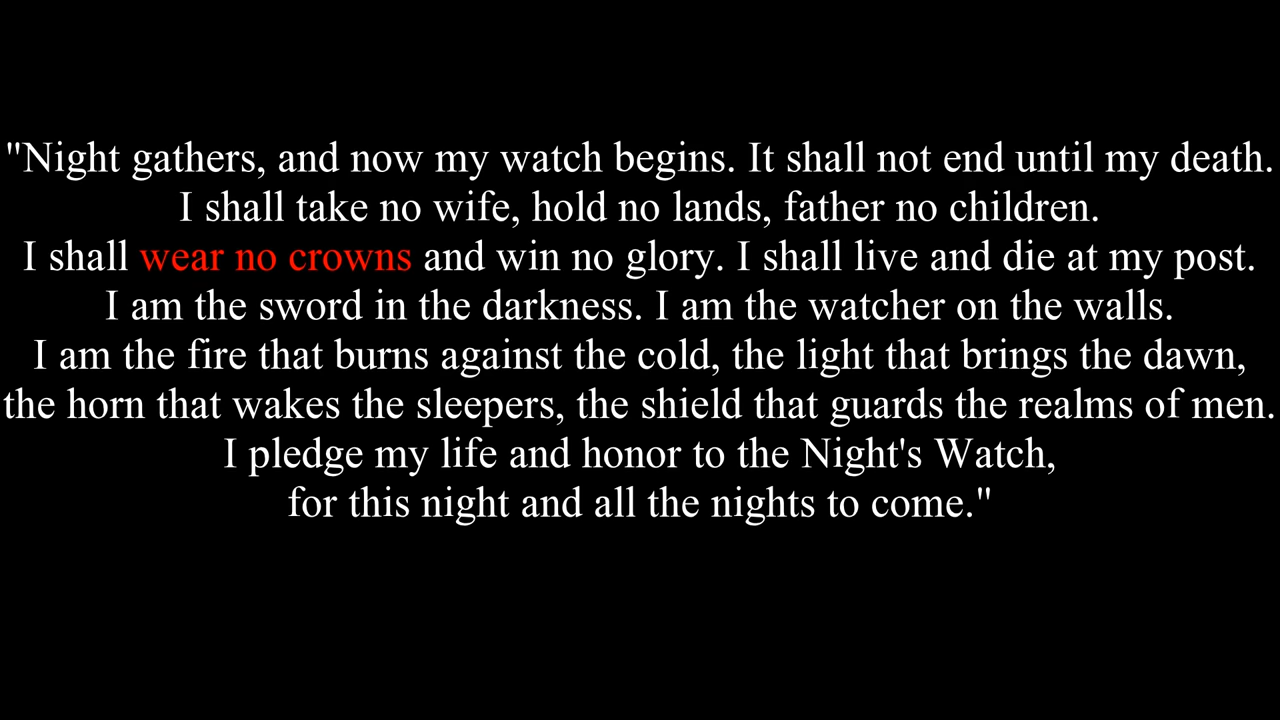 "Night gathers, and now my watch begins. It shall not end until my death.
I shall take no wife, hold no lands, father no children.
I shall wear no crowns and win no glory. I shall live and die at my post.
I am the sword in the darkness. I am the watcher on the walls.
I am the fire that burns against the cold, the light that brings the dawn,
the horn that wakes the sleepers, the shield that guards the realms of men.
I pledge my life and honor to the Night's Watch,
for this night and all the nights to come."